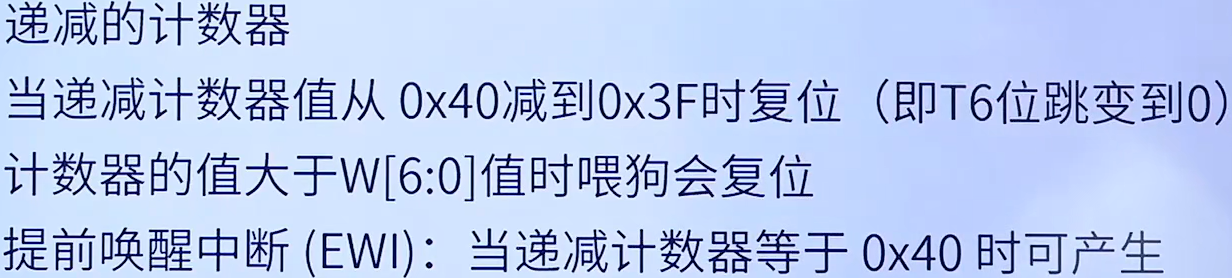 递减的计数器
当递减计数器值从 0x40减到0x3F时复位（即T6位跳变到0）
计数器的值大于W[6:0]值时喂狗会复位
提前唤醒中断 (EWI)：当递减计数器等于 0x40 时可产生